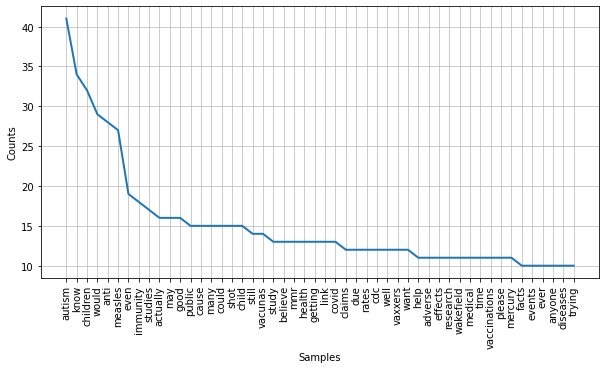 40
35
30
25
20
15
10
Counts
autism
know
children
would
anti
measles
even
immunity
studies
actually
may
good
public
cause
many
could
shot
child
still
vacunas
study
believe
mmr
health
getting
link
covid
claims
due
rates
cdc
well
vaxxers
want
help
adverse
effects
research
wakefield
medical
time
vaccinations
please
mercury
facts
events
ever
anyone
diseases
trying
Samples